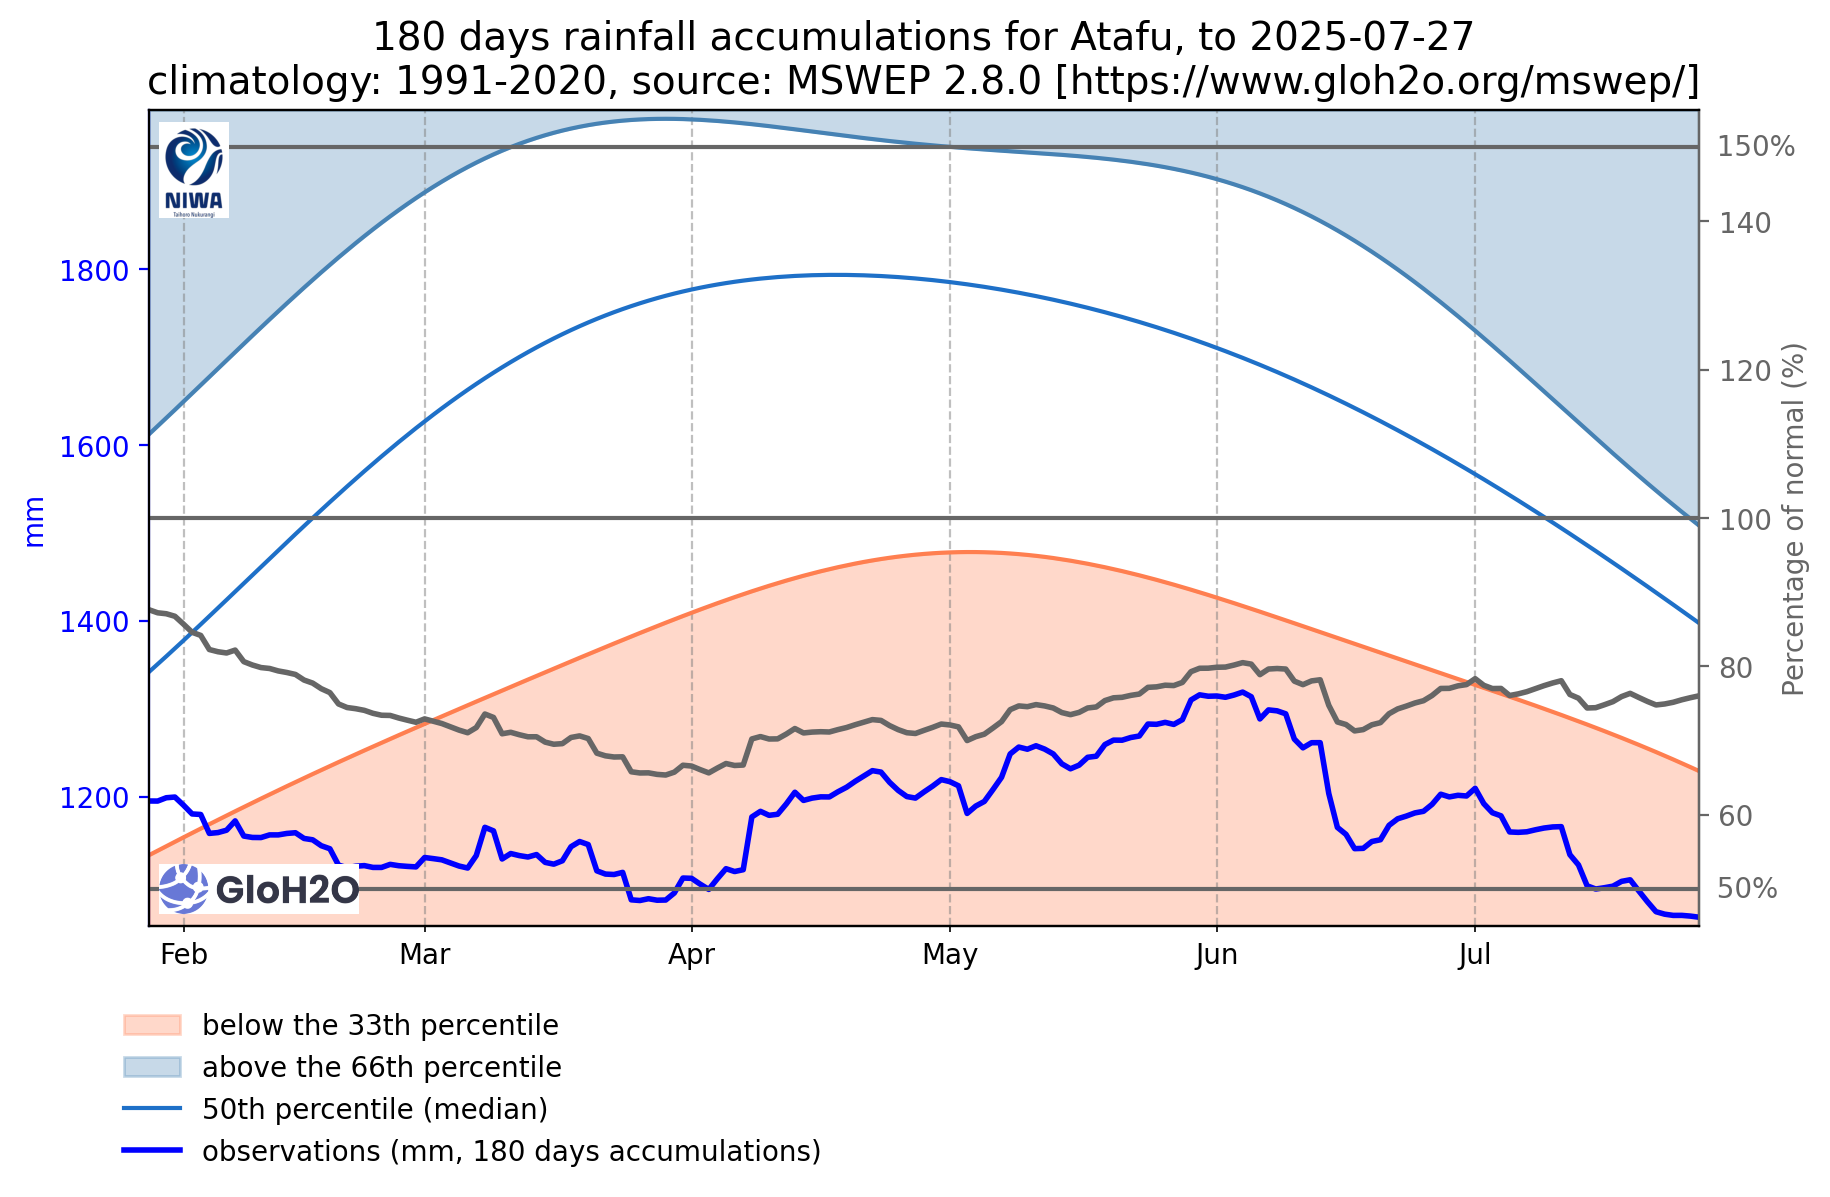 180 days rainfall accumulations for Atafu, to 2025-07-27
climatology: 1991-2020, source: MSWEP 2.8.0 [https://www.gloh2o.org/mswep/]
NIWA
Taihoro Nukurangi
1800
1600
1400
1200
mm
150%
140
120
100
80
60
50%
Percentage of normal (%)
GloH2O
Feb Mar Apr May Jun Jul
below the 33th percentile
above the 66th percentile
50th percentile (median)
observations (mm, 180 days accumulations)